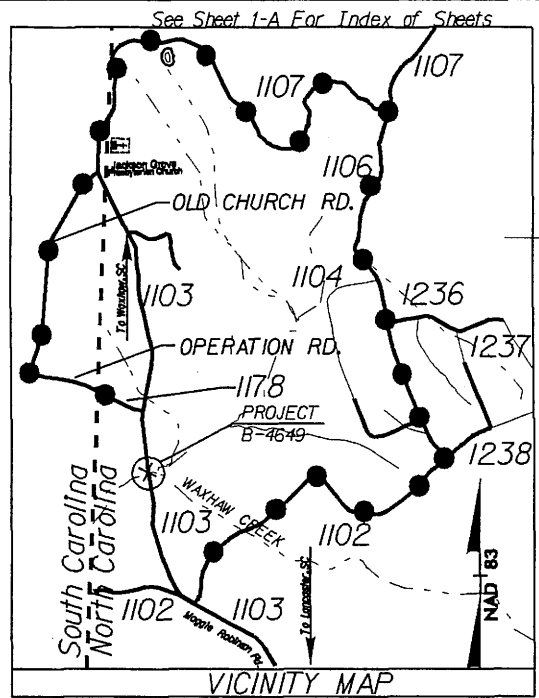 See Sheet 1-A For Index of Sheets
1107
1107
Jackson Grove
Presbyterian Church
1106
OLD CHURCH RD.
To Waxhaw, SC
1103
1104
1236
OPERATION RD.
1237
1178
PROJECT
B-4649
1238
South Carolina
North Carolina
WAXHAW CREEK
1103
1102
NAD 83
To Lancaster, SC
1102
1103
Maggie Robinson Rd.
VICINITY MAP